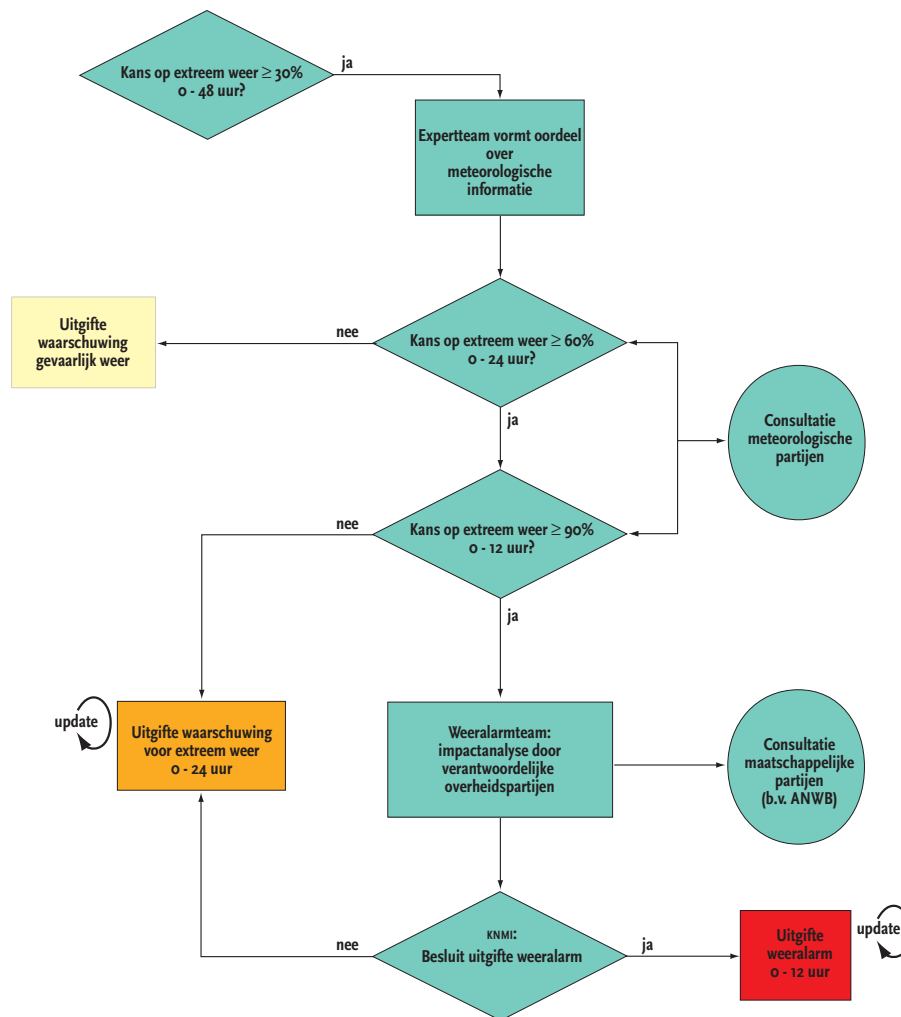 Kans op extreem weer ≥ 30%
0 - 48 uur?
ja
Expertteam vormt oordeel
over
meteorologische
informatie
Uitgifte
waarschuwing
gevaarlijk weer
nee
Kans op extreem weer ≥ 60%
0 - 24 uur?
ja
Consultatie
meteorologische
partijen
nee
Kans op extreem weer ≥ 90%
0 - 12 uur?
ja
update
Uitgifte waarschuwing
voor extreem weer
0 - 24 uur
Weeralarmteam:
impactanalyse door
verantwoordelijke
overheidspartijen
Consultatie
maatschappelijke
partijen
(b.v. ANWB)
nee
KNMI:
Besluit uitgifte weeralarm
ja
Uitgifte
weeralarm
0 - 12 uur
update